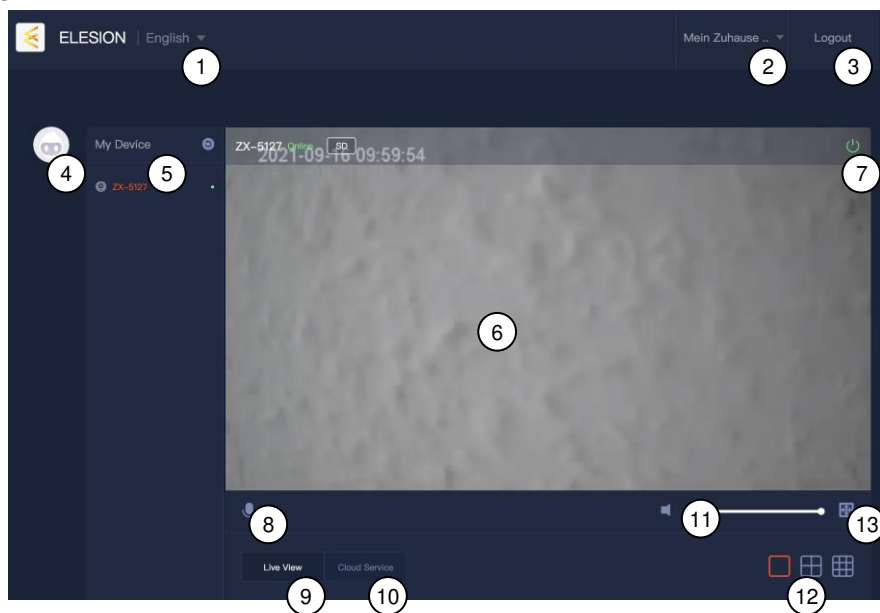 ELESION | English
Mein Zuhause ..
Logout
1
2
3
My Device
ZX-5127 Online SD
2021-09-16 09:59:54
4
5
7
ZX-5127
6
8
11
13
Live View
Cloud Service
9
10
12